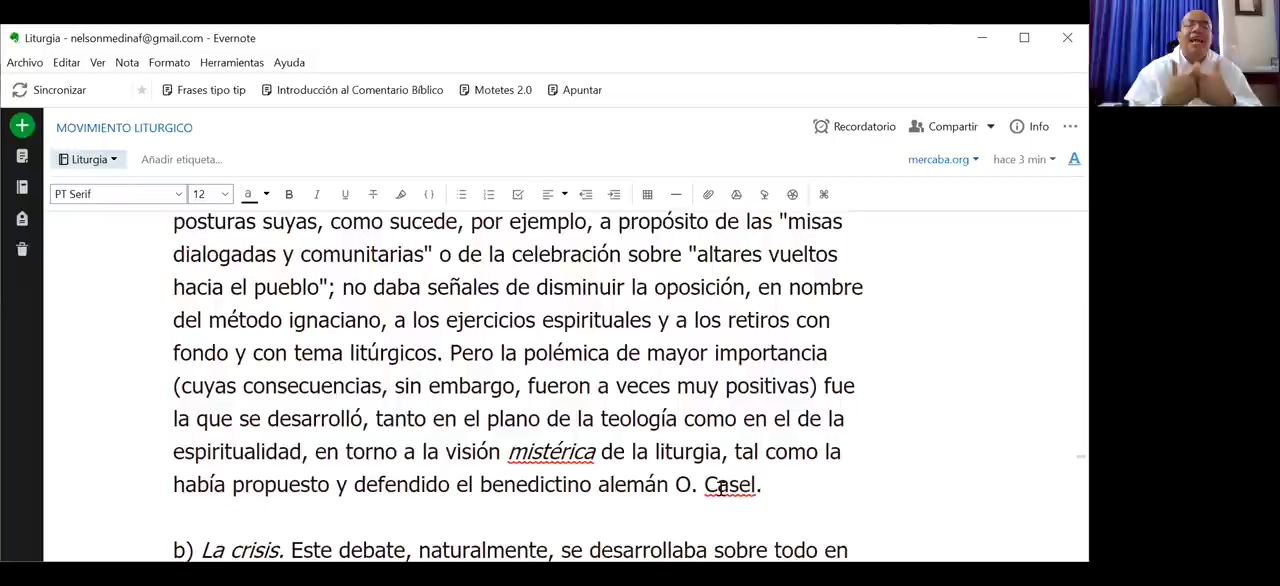 Liturgia - nelsonmedinaf@gmail.com - Evernote
Archivo Editar Ver Nota Formato Herramientas Ayuda
Sincronizar Frases tipo tip Introducción al Comentario Bíblico Motetes 2.0 Apuntar
MOVIMIENTO LITURGICO Recordatorio Compartir Info
Liturgia Añadir etiqueta... mercaba.org hace 3 min
PT Serif 12
posturas suyas, como sucede, por ejemplo, a propósito de las "misas
dialogadas y comunitarias" o de la celebración sobre "altares vueltos
hacia el pueblo"; no daba señales de disminuir la oposición, en nombre
del método ignaciano, a los ejercicios espirituales y a los retiros con
fondo y con tema litúrgicos. Pero la polémica de mayor importancia
(cuyas consecuencias, sin embargo, fueron a veces muy positivas) fue
la que se desarrolló, tanto en el plano de la teología como en el de la
espiritualidad, en torno a la visión mistérica de la liturgia, tal como la
había propuesto y defendido el benedictino alemán O. Casel.
b) La crisis. Este debate, naturalmente, se desarrollaba sobre todo en